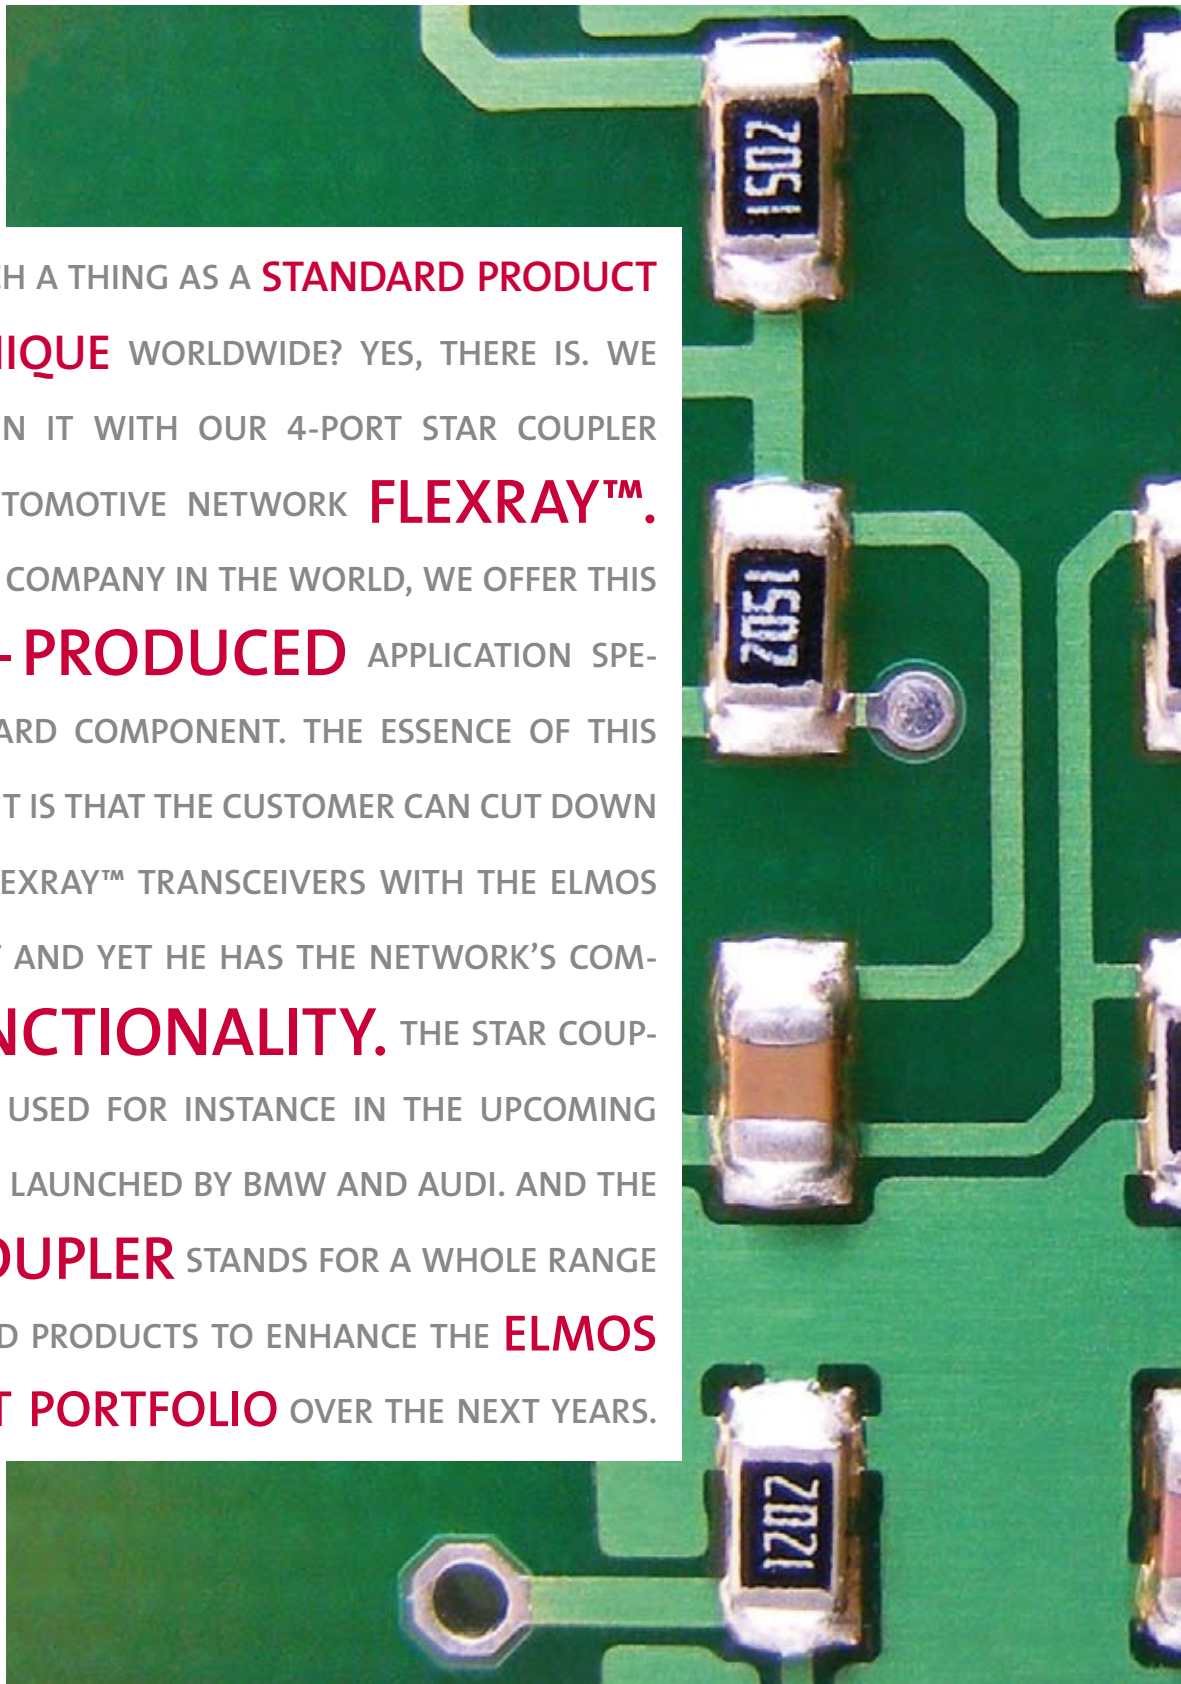 1502
CH A THING AS A STANDARD PRODUCT
NIQUE WORLDWIDE? YES, THERE IS. WE
N IT WITH OUR 4-PORT STAR COUPLER
TOMOTIVE NETWORK FLEXRAY™.
COMPANY IN THE WORLD, WE OFFER THIS
-PRODUCED APPLICATION SPE-
ARD COMPONENT. THE ESSENCE OF THIS
T IS THAT THE CUSTOMER CAN CUT DOWN
EXRAY™ TRANSCEIVERS WITH THE ELMOS
T AND YET HE HAS THE NETWORK'S COM-
NCTIONALITY. THE STAR COUP-
USED FOR INSTANCE IN THE UPCOMING
LAUNCHED BY BMW AND AUDI. AND THE
OUPLER STANDS FOR A WHOLE RANGE
D PRODUCTS TO ENHANCE THE ELMOS
T PORTFOLIO OVER THE NEXT YEARS.
2051
1202